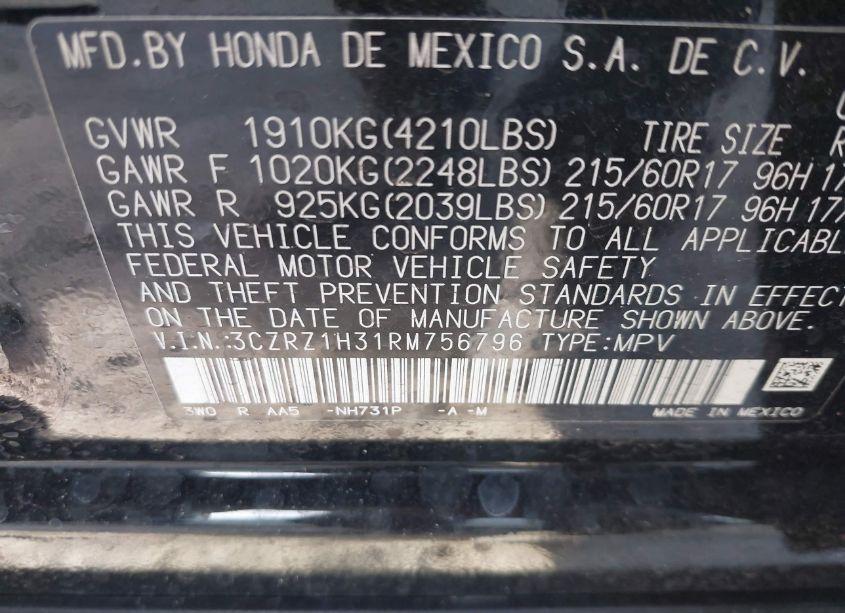 MFD.BY HONDA DE MEXICO S.A. DE C.V.
GVWR 1910KG(4210LBS) TIRE SIZE
GAWR F 1020KG(2248LBS) 215/60R17 96H
GAWR R 925KG(2039LBS) 215/60R17 96H
THIS VEHICLE CONFORMS TO ALL
FEDERAL MOTOR VEHICLE SAFETY
AND THEFT PREVENTION STANDARDS IN EFFECT
ON THE DATE OF MANUFACTURE SHOWN ABOVE.
V.I.N.:3CZRZ1H31RM756796 TYPE:MPV
3W0 R AA5 -NH731P -A -M MADE IN MEXICO